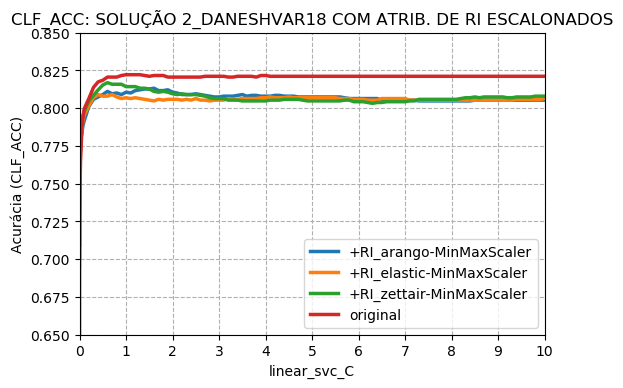 CLF_ACC: SOLUÇÃO 2_DANESHVAR18 COM ATRIB. DE RI ESCALONADOS
0.850
0.825
0.800
0.775
0.750
0.725
0.700
0.675
0.650
Acurácia (CLF_ACC)
+RI_arango-MinMaxScaler
+RI_elastic-MinMaxScaler
+RI_zettair-MinMaxScaler
original
0 1 2 3 4 5 6 7 8 9 10
linear_svc_C